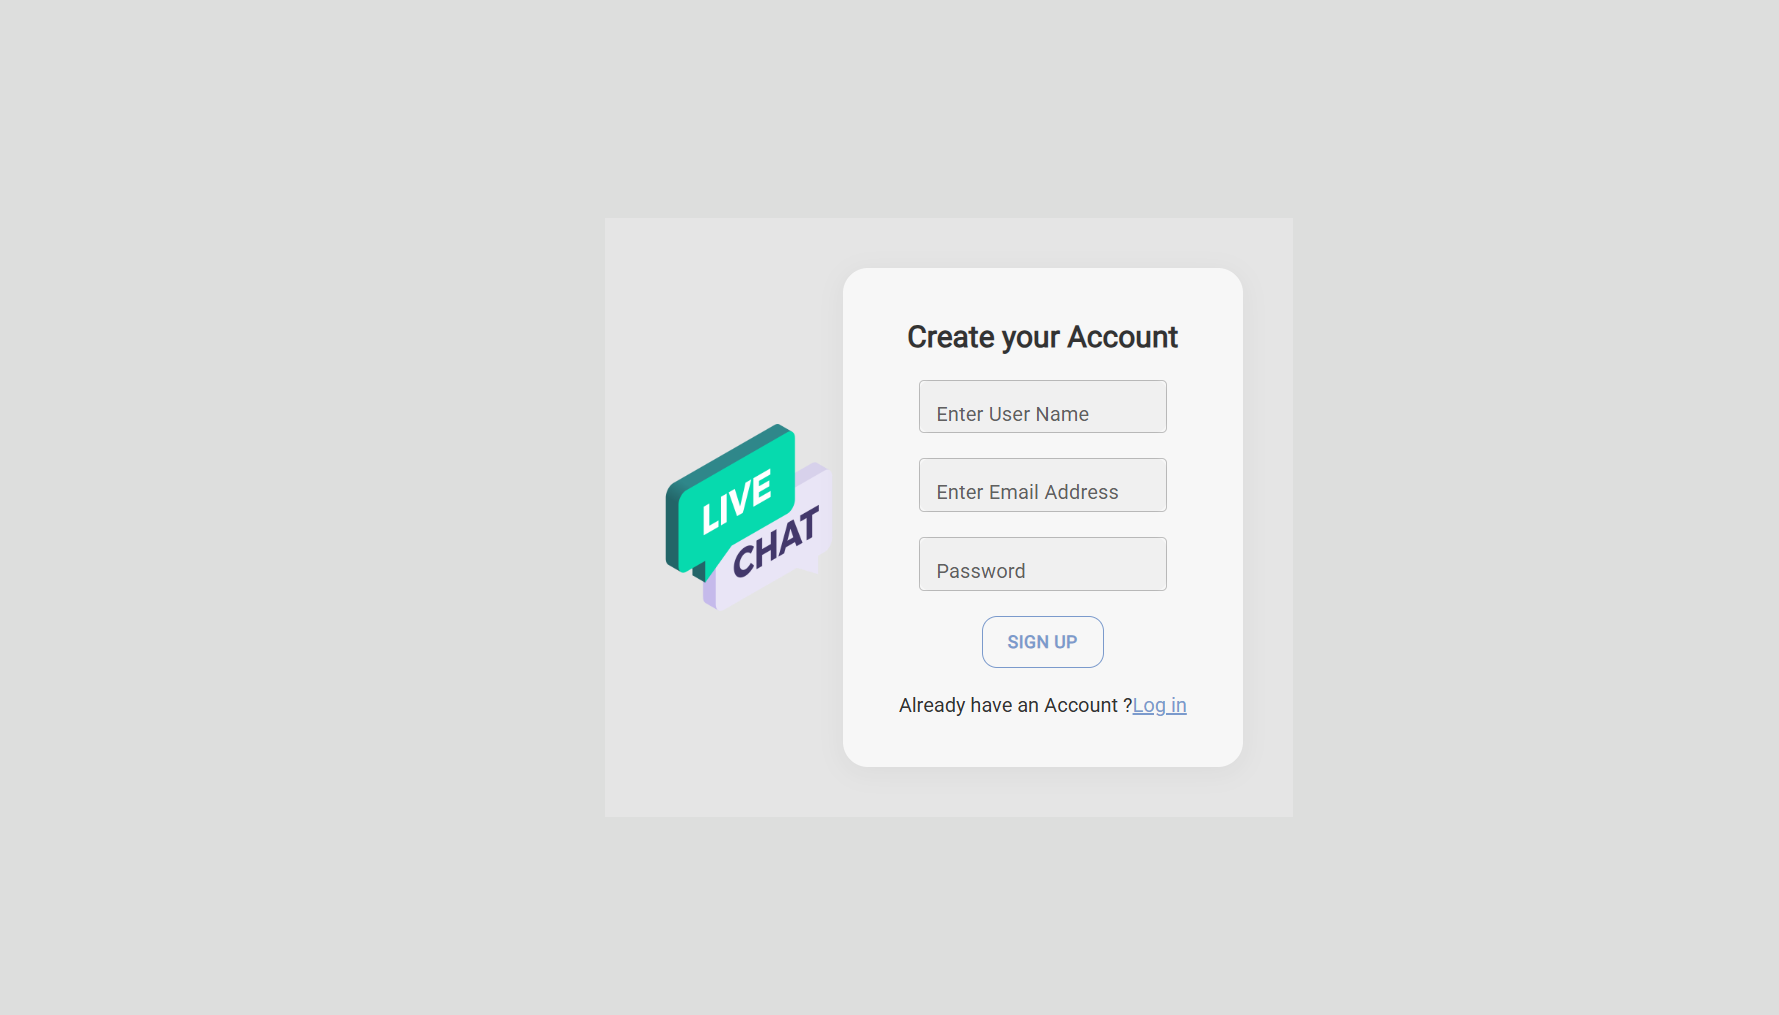 LIVE
CHAT
Create your Account
Enter User Name
Enter Email Address
Password
SIGN UP
Already have an Account ?Log in